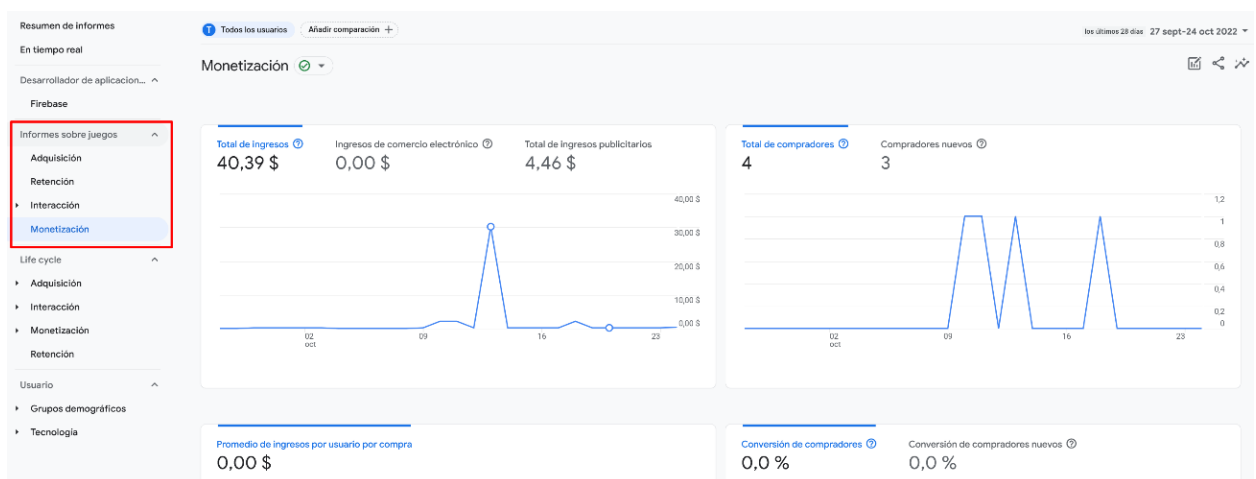 Resumen de informes
En tiempo real
Desarrollador de aplicacion...
Firebase
Informes sobre juegos
Adquisición
Retención
Interacción
Monetización
Life cycle
Adquisición
Interacción
Monetización
Retención
Usuario
Grupos demográficos
Tecnología
T Todos los usuarios Añadir comparación +
los últimos 28 días 27 sept-24 oct 2022
Monetización
Total de ingresos Ingresos de comercio electrónico Total de ingresos publicitarios
40,39 $ 0,00 $ 4,46 $
40,00 $
30,00 $
20,00 $
10,00 $
0,00 $
02 09 16 23
oct
Total de compradores Compradores nuevos
4 3
1,2
1
0,8
0,6
0,4
0,2
0
02 09 16 23
oct
Promedio de ingresos por usuario por compra
0,00 $
Conversión de compradores Conversión de compradores nuevos
0,0 % 0,0 %